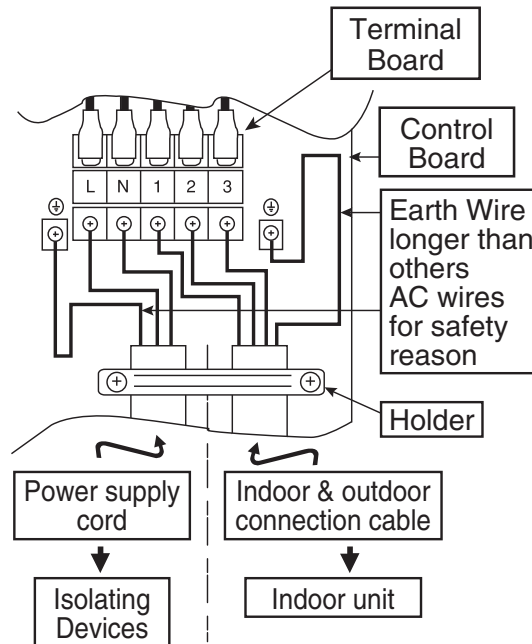 Terminal
Board
Control
Board
L N 1 2 3
Earth Wire
longer than
others
AC wires
for safety
reason
Holder
Power supply
cord
Indoor & outdoor
connection cable
Isolating
Devices
Indoor unit